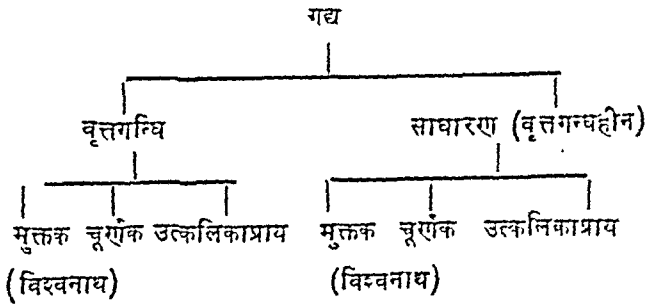 गद्य
वृत्तगन्धि साधारण (वृत्तगन्धहीन)
मुक्तक चूर्णक उत्कलिकाप्राय मुक्तक चूर्णक उत्कलिकाप्राय
(विश्वनाथ) (विश्वनाथ)